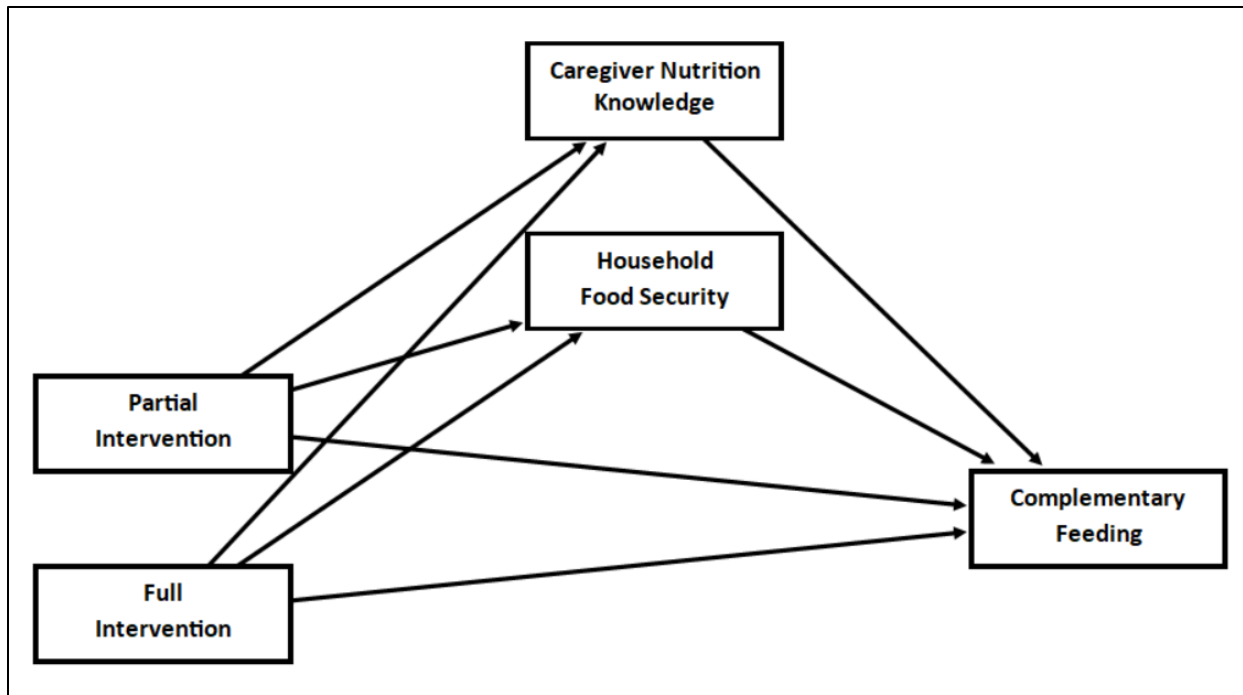 Caregiver Nutrition
Knowledge
Household
Food Security
Partial
Intervention
Complementary
Feeding
Full
Intervention